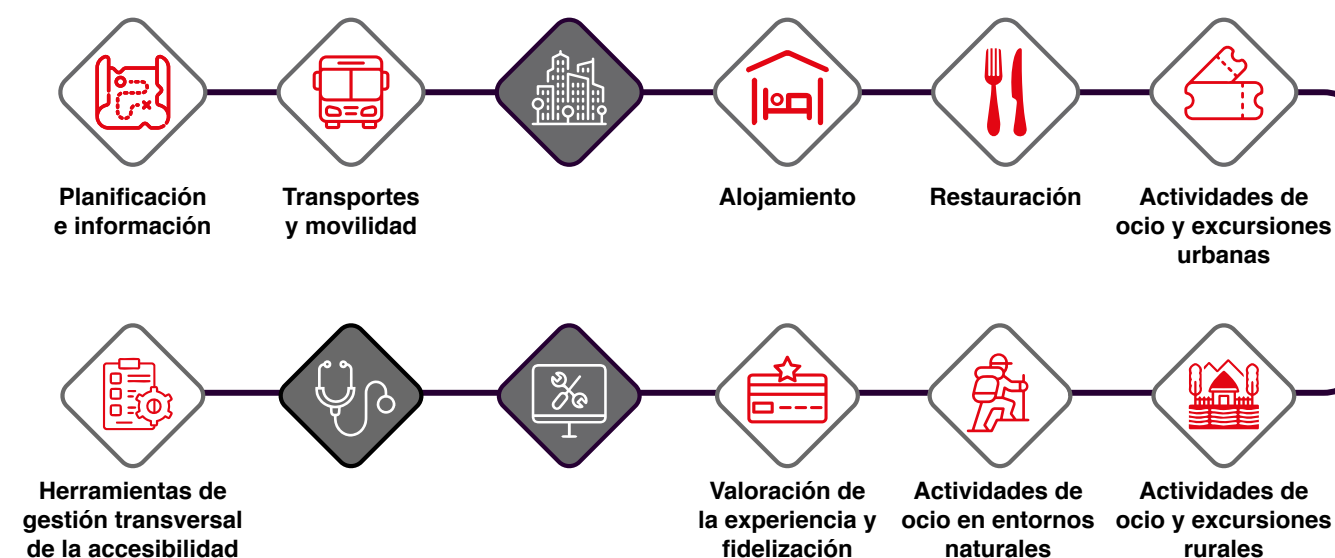 Planificación
e información
Transportes
y movilidad
Alojamiento
Restauración
Actividades de
ocio y excursiones
urbanas
Herramientas de
gestión transversal
de la accesibilidad
Valoración de
la experiencia y
fidelización
Actividades de
ocio en entornos
naturales
Actividades de
ocio y excursiones
rurales